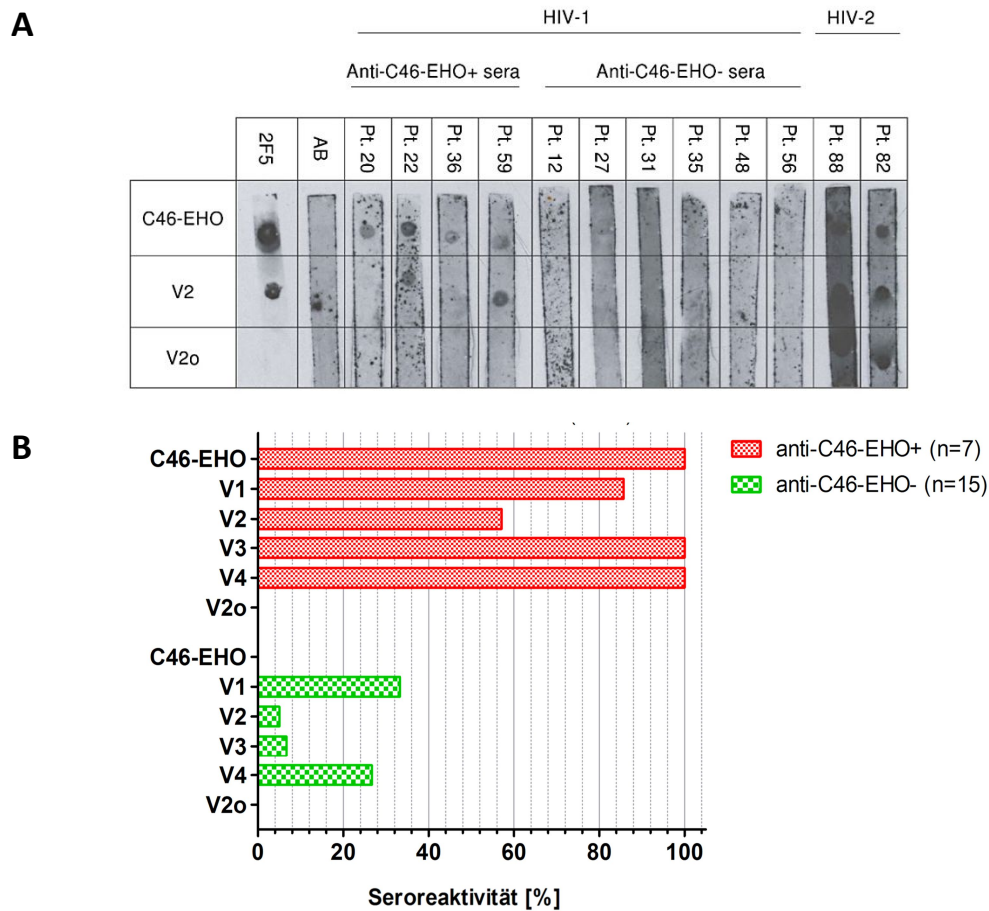 A
HIV-1
HIV-2
Anti-C46-EHO+ sera
Anti-C46-EHO- sera
2F5
AB
Pt. 20
Pt. 22
Pt. 36
Pt. 59
Pt. 12
Pt. 27
Pt. 31
Pt. 35
Pt. 48
Pt. 56
Pt. 88
Pt. 82
C46-EHO
V2
V2o
B
C46-EHO
V1
V2
V3
V4
V2o
C46-EHO
V1
V2
V3
V4
V2o
0 20 40 60 80 100
Seroreaktivität [%]
anti-C46-EHO+ (n=7)
anti-C46-EHO- (n=15)